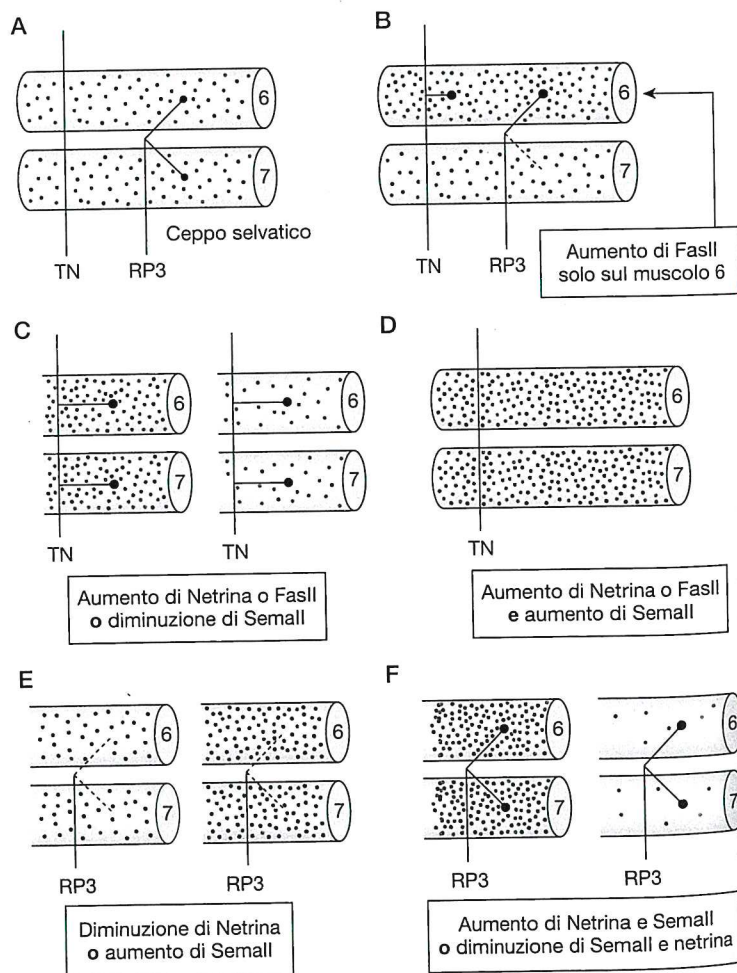 A
6
7
Ceppo selvatico
TN
RP3
B
6
7
TN
RP3
Aumento di FasII
solo sul muscolo 6
C
6
7
TN
6
7
TN
Aumento di Netrina o FasII
o diminuzione di SemaII
D
6
7
TN
Aumento di Netrina o FasII
e aumento di SemaII
E
6
7
RP3
6
7
RP3
Diminuzione di Netrina
o aumento di SemaII
F
6
7
RP3
6
7
RP3
Aumento di Netrina e SemaII
o diminuzione di SemaII e netrina